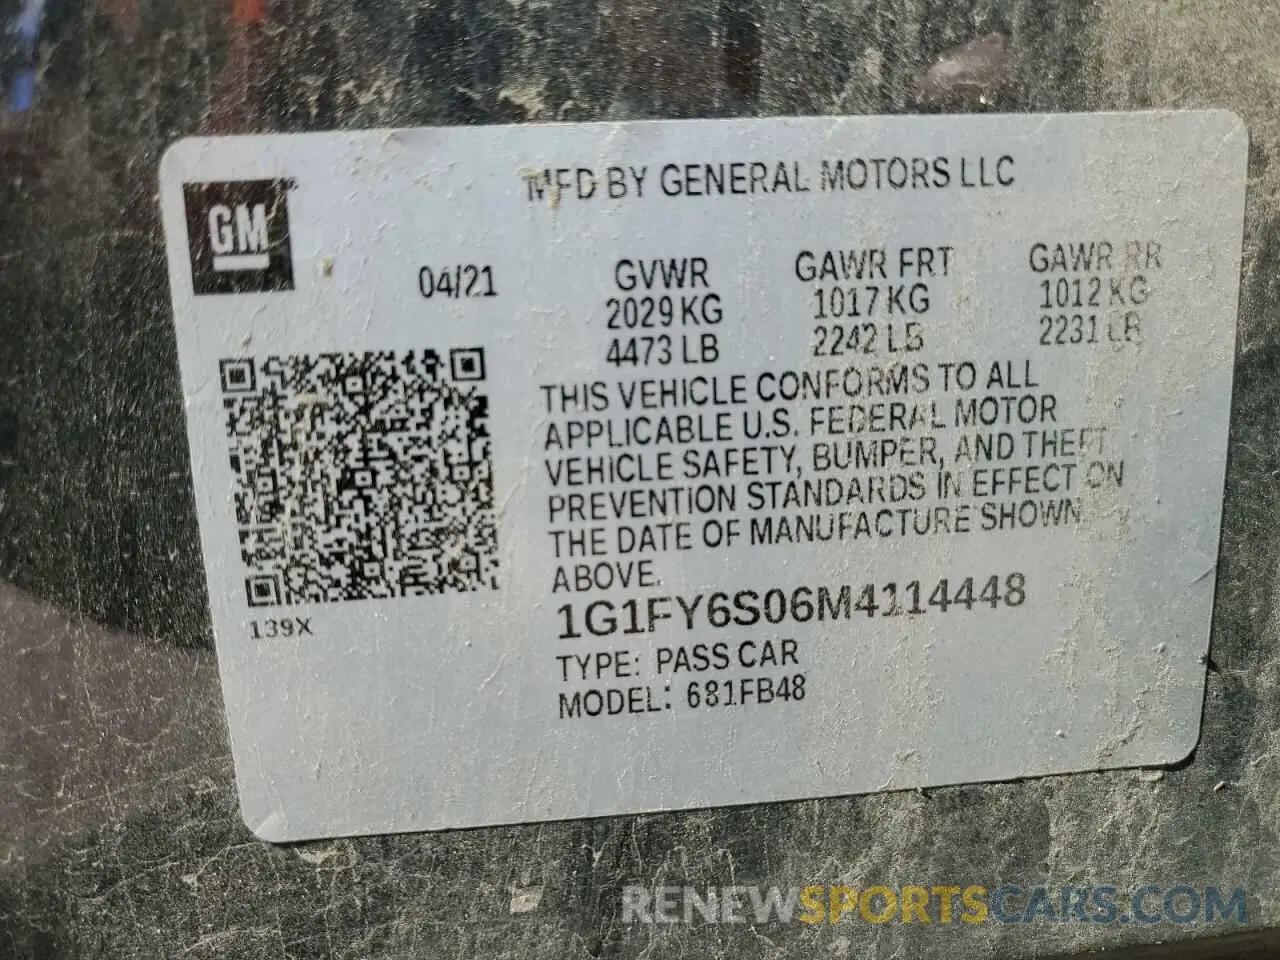 MFD BY GENERAL MOTORS LLC
GM
04/21
GVWR GAWR FRT GAWR RR
2029 KG 1017 KG 1012 KG
4473 LB 2242 LB 2231 LB
THIS VEHICLE CONFORMS TO ALL
APPLICABLE U.S. FEDERAL MOTOR
VEHICLE SAFETY, BUMPER, AND THEFT
PREVENTION STANDARDS IN EFFECT ON
THE DATE OF MANUFACTURE SHOWN
ABOVE.
1G1FY6S06M4114448
139X
TYPE: PASS CAR
MODEL: 681FB48
RENEWSPORTSCARS.COM